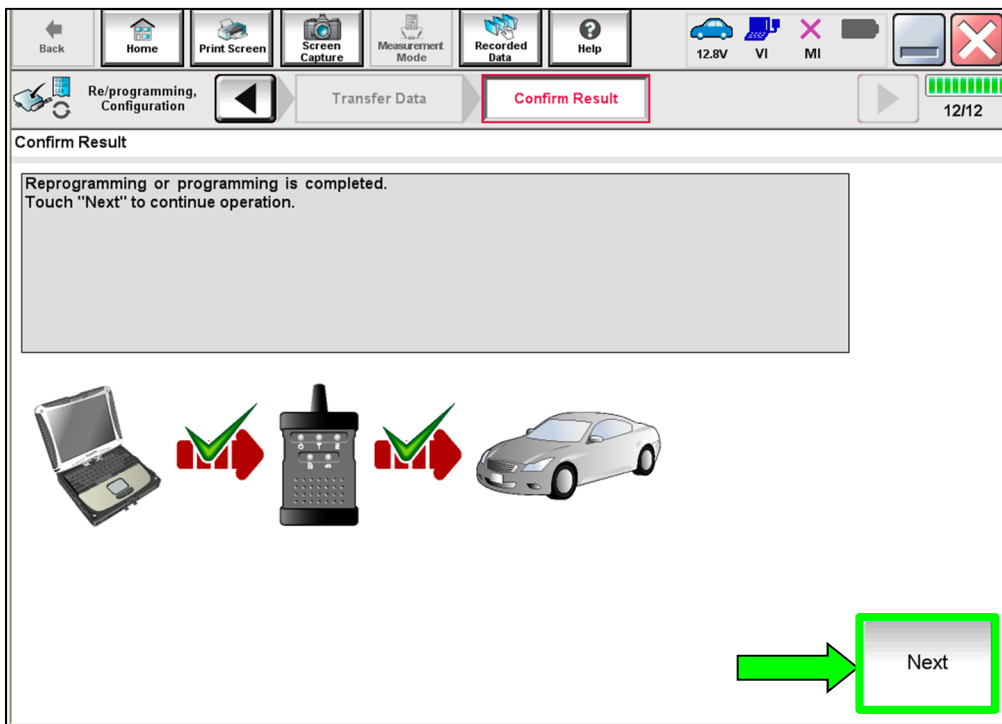 Back
Home
Print Screen
Screen
Capture
Measurement
Mode
Recorded
Data
Help
12.8V
VI
MI
Re/programming,
Configuration
Transfer Data
Confirm Result
12/12
Confirm Result
Reprogramming or programming is completed.
Touch "Next" to continue operation.
Next